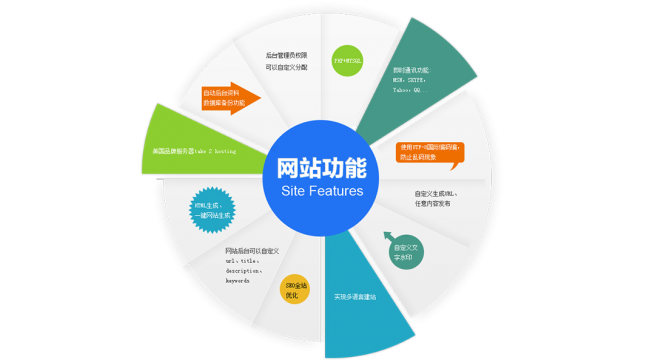 网站功能
Site Features
PHP+MYSQL
即时通讯功能:
MSN、SKYPE、
Yahoo、QQ...
使用UTF-8国际编码编,
防止乱码现象
自定义生成URL、
任意内容发布
自定义文
字水印
实现多语言建站
SEO全站
优化
网站后台可以自定义
url、title、
description、
keywords
HTML生成、
一键网站生成
美国品牌服务器take 2 hosting
自动后台资料
数据库备份功能
后台管理员权限
可以自定义分配